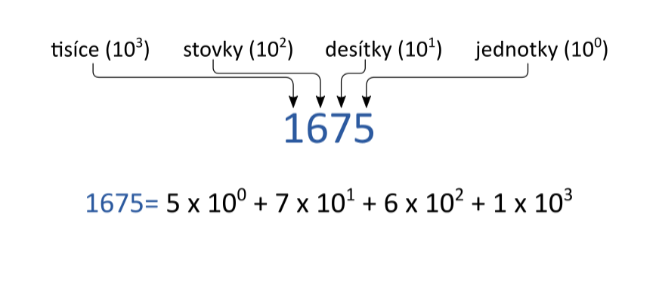 tisíce (10³) stovky (10²) desítky (10¹) jednotky (10⁰)
1675
1675= 5 x 10⁰ + 7 x 10¹ + 6 x 10² + 1 x 10³